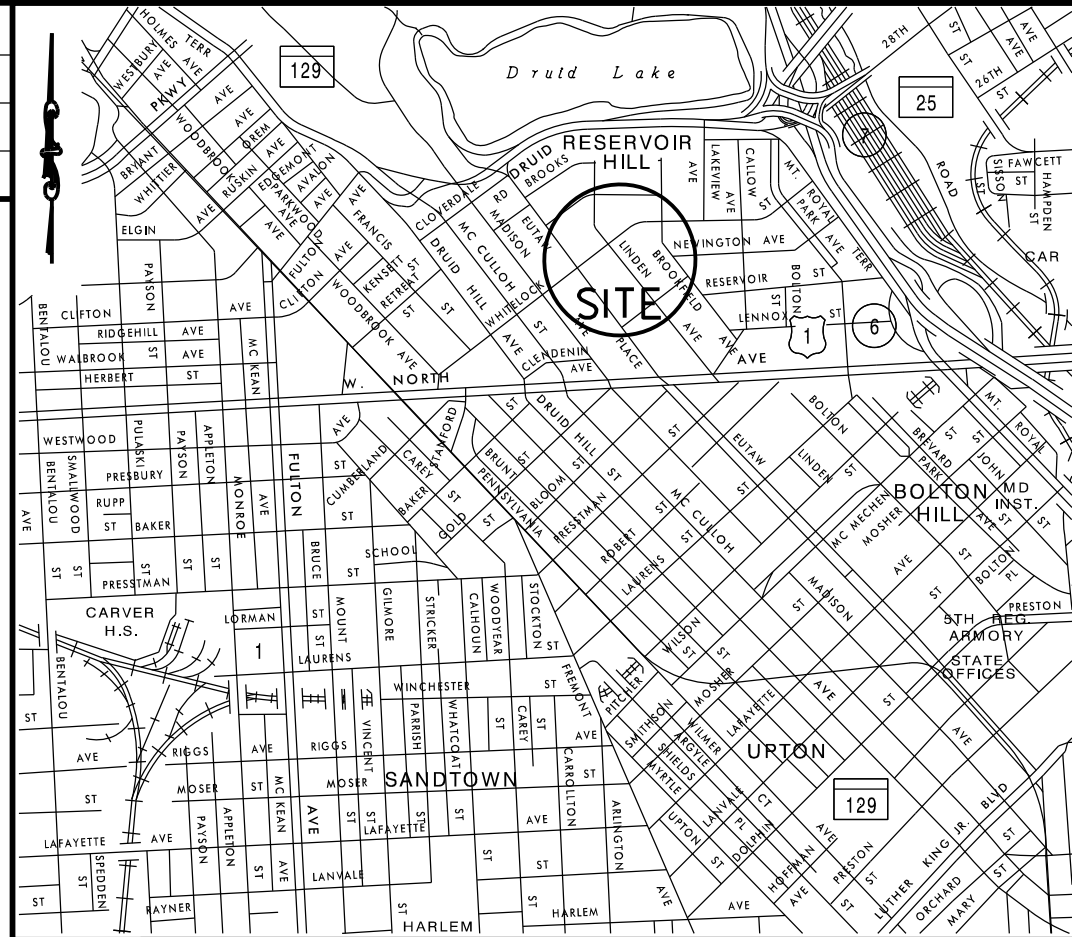 HOLMES AVE
TERR
WESTBURY AVE
PKWY
129
Druid Lake
28TH ST
26TH ST
AVE
AVE
25
BRYANT
WHITTIER
WOODBROOK
AVE
AVE
OREM AVE
RUSKIN AVE
EDGEMONT
PARKWOOD AVE
AVALON AVE
ELGIN
AVE
AVE
FULTON AVE
FRANCIS
CLOVERDALE RD
DRUID
BROOKS
RESERVOIR
HILL
AVE
LAKEVIEW AVE
CALLOW ST
MT. ROYAL TERR
PARK AVE
ROAD
SISSON ST
FAWCETT
ST
HAMPDEN
ST
CAR
MADISON
MC CULLOH ST
EUTAW
DRUID HILL AVE
KENSETT ST
RETREAT ST
WHITELOCK ST
LINDEN AVE
BROOKFIELD AVE
NEWINGTON AVE
RESERVOIR ST
BOLTON
LENNOX ST
ST
SITE
PLACE
1
6
PAYSON ST
BENTALOU
CLIFTON AVE
CLIFTON AVE
RIDGEHILL AVE
WALBROOK AVE
HERBERT ST
MC KEAN
WOODBROOK AVE
CLENDENIN
AVE
W. NORTH AVE
WESTWOOD
PULASKI ST
PAYSON ST
APPLETON ST
PRESBURY
BENTALOU ST
SMALLWOOD ST
RUPP
ST
BAKER
MONROE
AVE
FULTON
AVE
ST
CUMBERLAND
ST
CAREY
BAKER
STANFORD
ST
GOLD ST
BRUNT ST
PENNSYLVANIA
BLOOM ST
DRUID HILL
PRESSTMAN
ST
ROBERT
LAURENS ST
MC CULLOH
EUTAW
ST
LINDEN
BOLTON
ST
MC MECHEN
MOSHER
BREVARD ST
PARK AVE
JOHN ST
MT. ROYAL
BOLTON
HILL
MD
INST.
BOLTON PL
PRESTON
5TH REG.
ARMORY
STATE
OFFICES
AVE
PRESSTMAN
BRUCE ST
SCHOOL
ST
CARVER
H.S.
LORMAN
1
LAURENS
MOUNT
GILMORE
STRICKER
CALHOUN
WOODYEAR
STOCKTON
ST
FREMONT
WILSON ST
MOSHER ST
MADISON
ST
WINCHESTER ST
PITCHER
SMITHSON
LAFAYETTE AVE
ARGYLE
WILMER
SHIELDS
MYRTLE
UPTON
BENTALOU
ST
AVE
RIGGS AVE
RIGGS
VINCENT ST
PARRISH ST
WHATCOAT ST
ST
CAREY ST
AVE
MOSER ST
MOSER
SANDTOWN
CARROLLTON
ST
ARLINGTON AVE
UPTON ST
LANVALE
CT
PL
DOLPHIN
129
ST
LAFAYETTE AVE
PAYSON
APPLETON ST
MC KEAN AVE
AVE
LAFAYETTE AVE
LANVALE
ST
HOFFMAN
AVE
PRESTON ST
LUTHER KING JR. BLVD
ORCHARD ST
MARY ST
SPEDDEN
ST
ST
RAYNER
HARLEM
HARLEM AVE